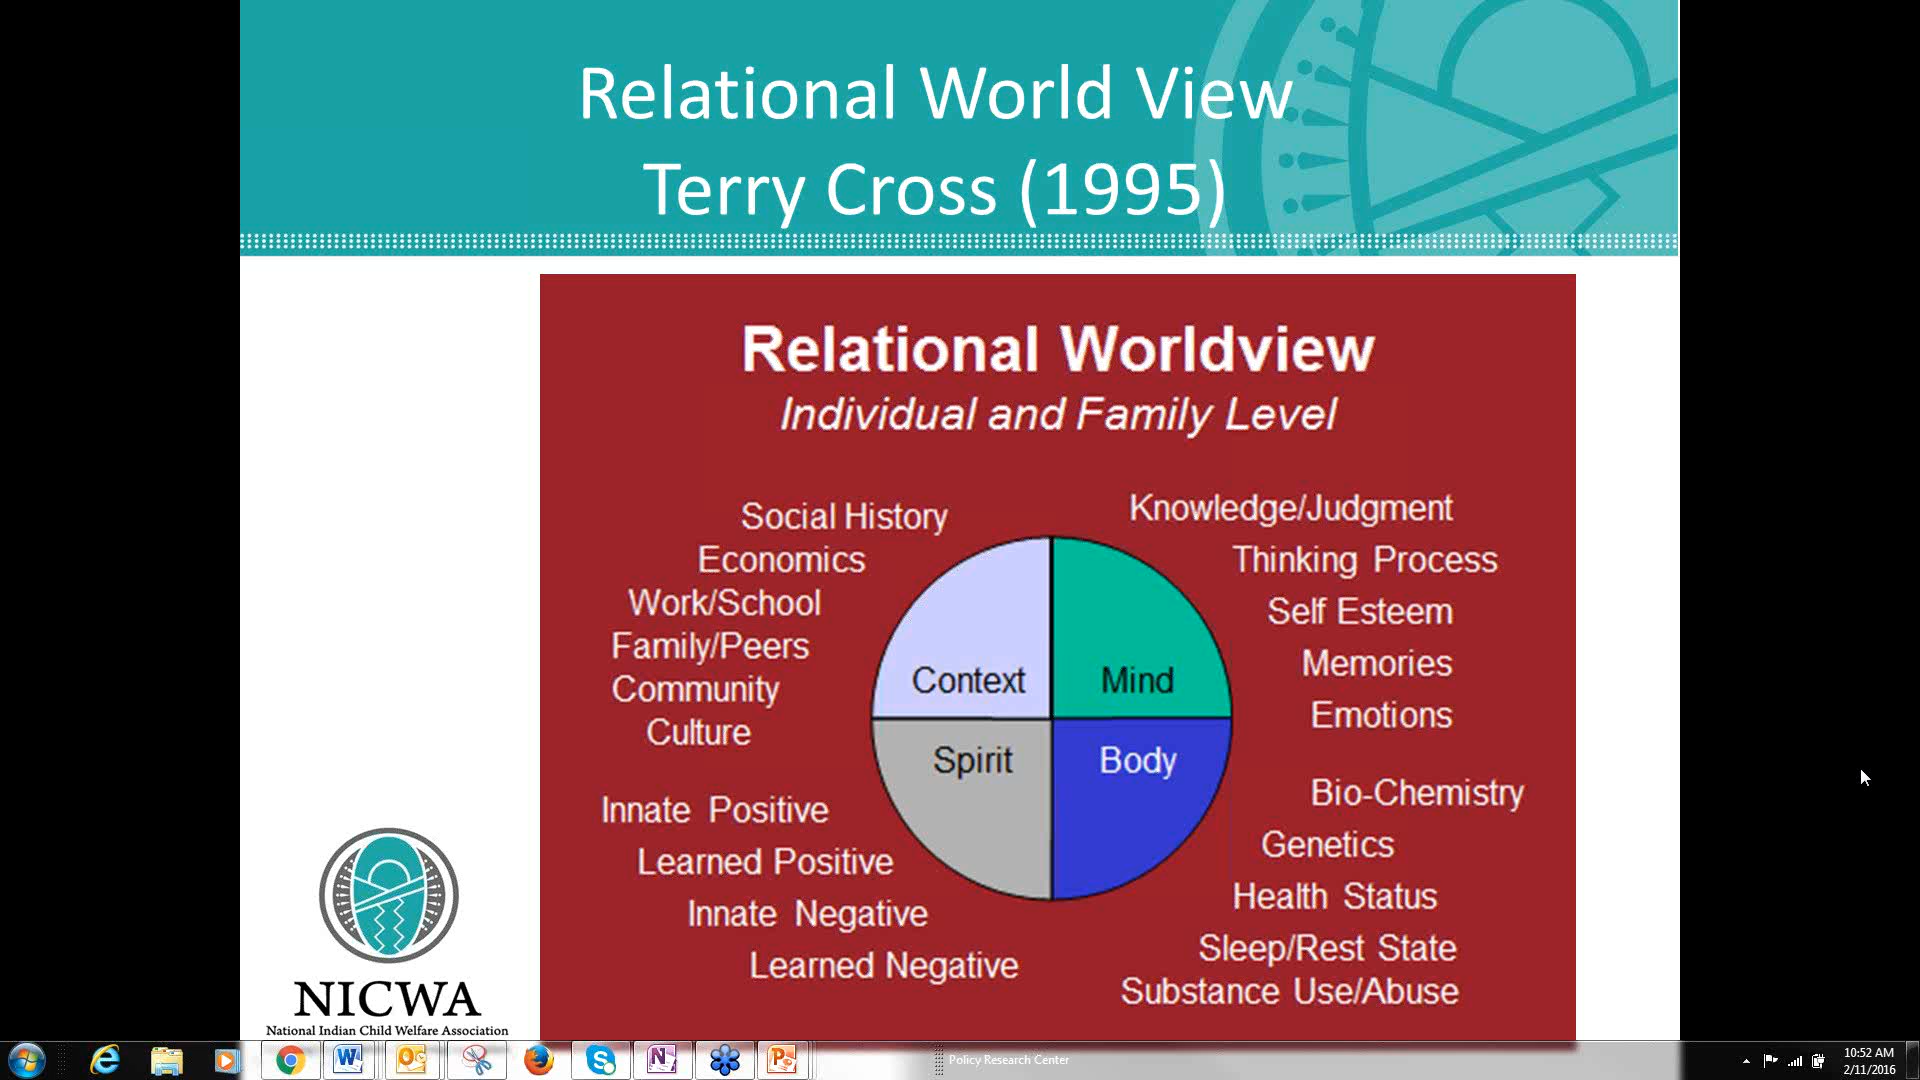 Relational World View
Terry Cross (1995)
Relational Worldview
Individual and Family Level
Social History
Economics
Work/School
Family/Peers
Community
Culture
Knowledge/Judgment
Thinking Process
Self Esteem
Memories
Emotions
Context
Mind
Spirit
Body
Innate Positive
Learned Positive
Innate Negative
Learned Negative
Bio-Chemistry
Genetics
Health Status
Sleep/Rest State
Substance Use/Abuse
NICWA
National Indian Child Welfare Association
Policy Research Center
10:52 AM
2/11/2016